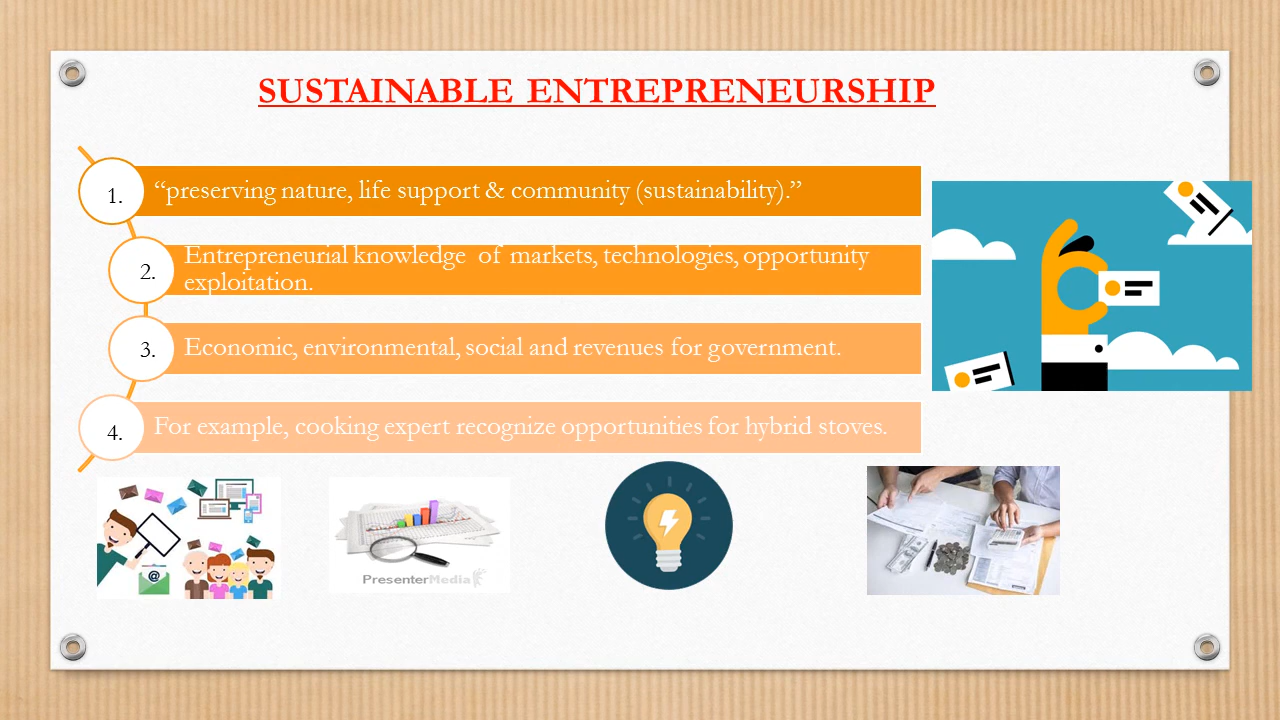 SUSTAINABLE ENTREPRENEURSHIP
1. “preserving nature, life support & community (sustainability).”
2. Entrepreneurial knowledge of markets, technologies, opportunity
exploitation.
3. Economic, environmental, social and revenues for government.
4. For example, cooking expert recognize opportunities for hybrid stoves.
@
PresenterMedia